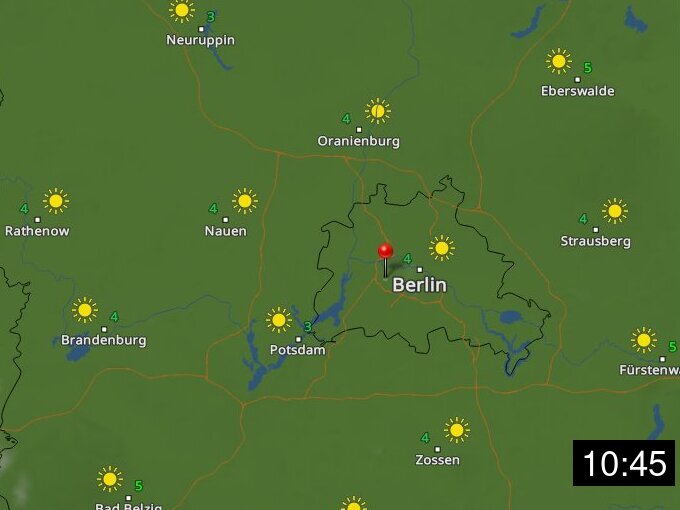 3
Neuruppin
5
Eberswalde
4
Oranienburg
4
Rathenow
4
Nauen
4
Strausberg
4
Berlin
4
Brandenburg
3
Potsdam
5
Fürstenwa
4
Zossen
10:45
5
Bad Belzig